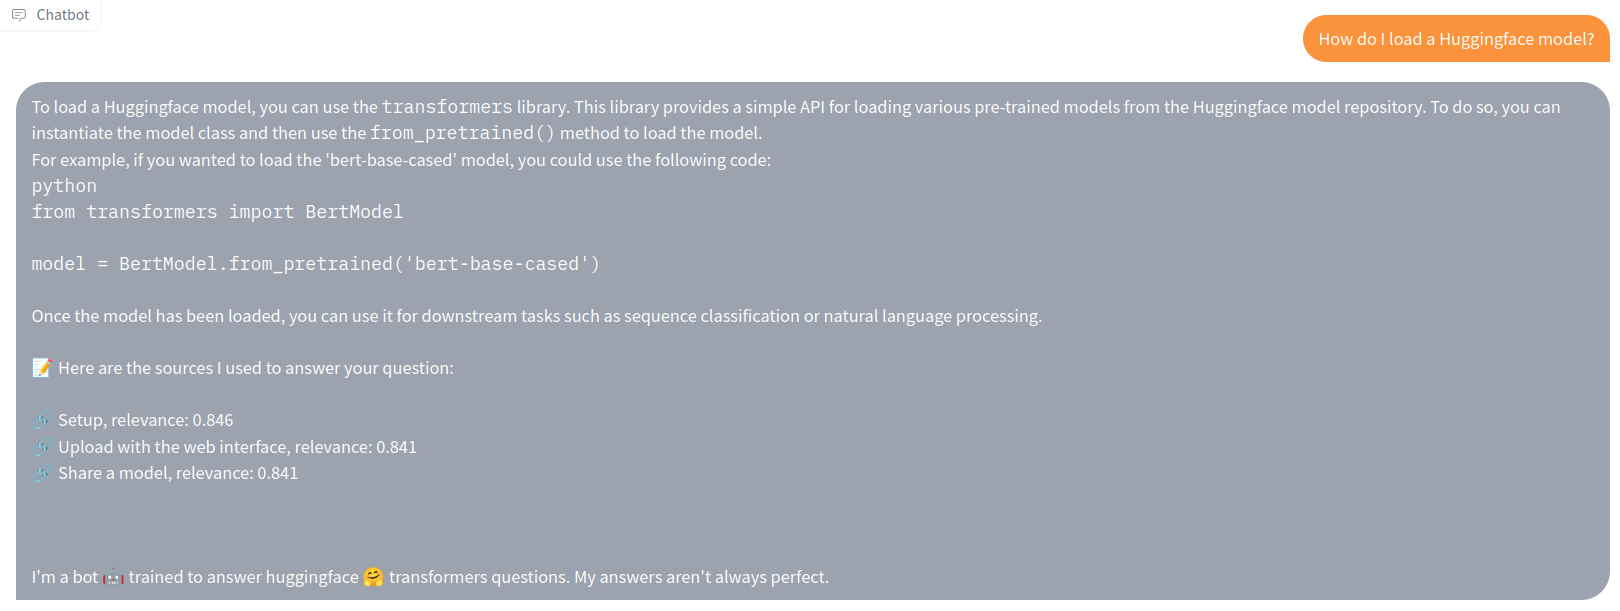 Chatbot
How do I load a Huggingface model?
To load a Huggingface model, you can use the transformers library. This library provides a simple API for loading various pre-trained models from the Huggingface model repository. To do so, you can
instantiate the model class and then use the from_pretrained() method to load the model.
For example, if you wanted to load the 'bert-base-cased' model, you could use the following code:
python
from transformers import BertModel
model = BertModel.from_pretrained('bert-base-cased')
Once the model has been loaded, you can use it for downstream tasks such as sequence classification or natural language processing.
📝 Here are the sources I used to answer your question:
🔗 Setup, relevance: 0.846
🔗 Upload with the web interface, relevance: 0.841
🔗 Share a model, relevance: 0.841
I'm a bot 🤖 trained to answer huggingface 🤗 transformers questions. My answers aren't always perfect.